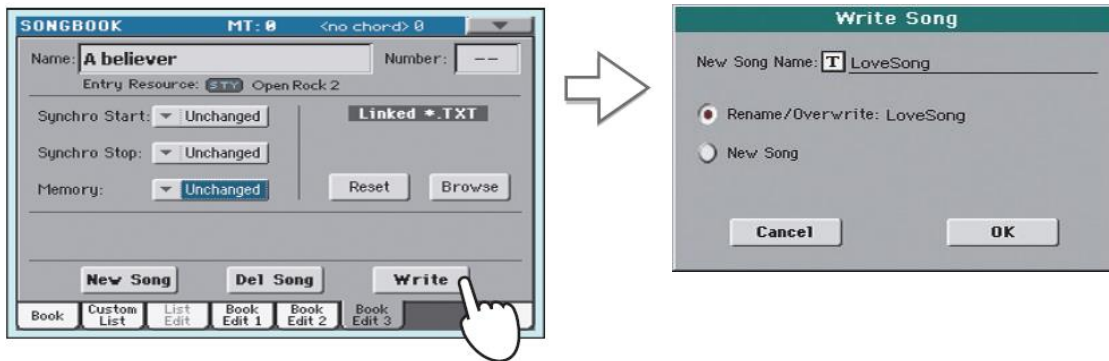 SONGBOOK MT: 0 <no chord> 0
Name: A believer Number: --
Entry Resource: STY Open Rock 2
Synchro Start: Unchanged Linked *.TXT
Synchro Stop: Unchanged
Memory: Unchanged Reset Browse
New Song Del Song Write
Book Custom List List Edit Book Edit 1 Book Edit 2 Book Edit 3
Write Song
New Song Name: T LoveSong
Rename/Overwrite: LoveSong
New Song
Cancel OK